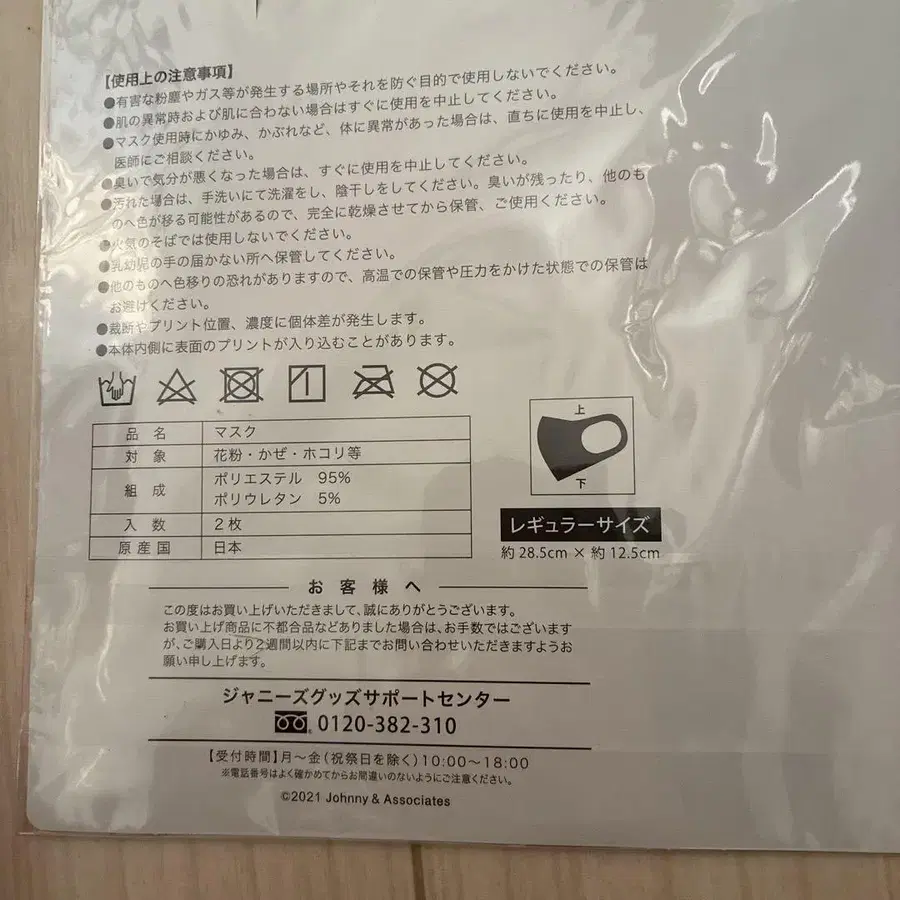 【使用上の注意事項】
●有害な粉塵やガス等が発生する場所やそれを防ぐ目的で使用しないでください。
●肌の異常時および肌に合わない場合はすぐに使用を中止してください。
●マスク使用時にかゆみ、かぶれなど、体に異常があった場合は、直ちに使用を中止し、
医師にご相談ください。
●臭いで気分が悪くなった場合は、すぐに使用を中止してください。
●汚れた場合は、手洗いにて洗濯をし、陰干しをしてください。臭いが残ったり、他のも
のへ色が移る可能性があるので、完全に乾燥させてから保管、ご使用ください。
●火気のそばでは使用しないでください。
●乳幼児の手の届かない所へ保管してください。
●他のものへ色移りの恐れがありますので、高温での保管や圧力をかけた状態での保管は
お避けください。
●裁断やプリント位置、濃度に個体差が発生します。
●本体内側に表面のプリントが入り込むことがあります。
品名 マスク
対象 花粉・かぜ・ホコリ等
組成 ポリエステル 95%
ポリウレタン 5%
入数 2枚
原産国 日本
上
下
レギュラーサイズ
約28.5cm × 約12.5cm
お客様へ
この度はお買い上げいただきまして、誠にありがとうございます。
お買い上げ商品に不都合品などありました場合は、お手数ではございます
が、ご購入日より2週間以内に下記までお問い合わせいただきますようお
願い申し上げます。
ジャニーズグッズサポートセンター
0120-382-310
【受付時間】月〜金(祝祭日を除く)10:00〜18:00
※電話番号はよく確かめてからお間違いのないようにご注意ください。
©2021 Johnny & Associates